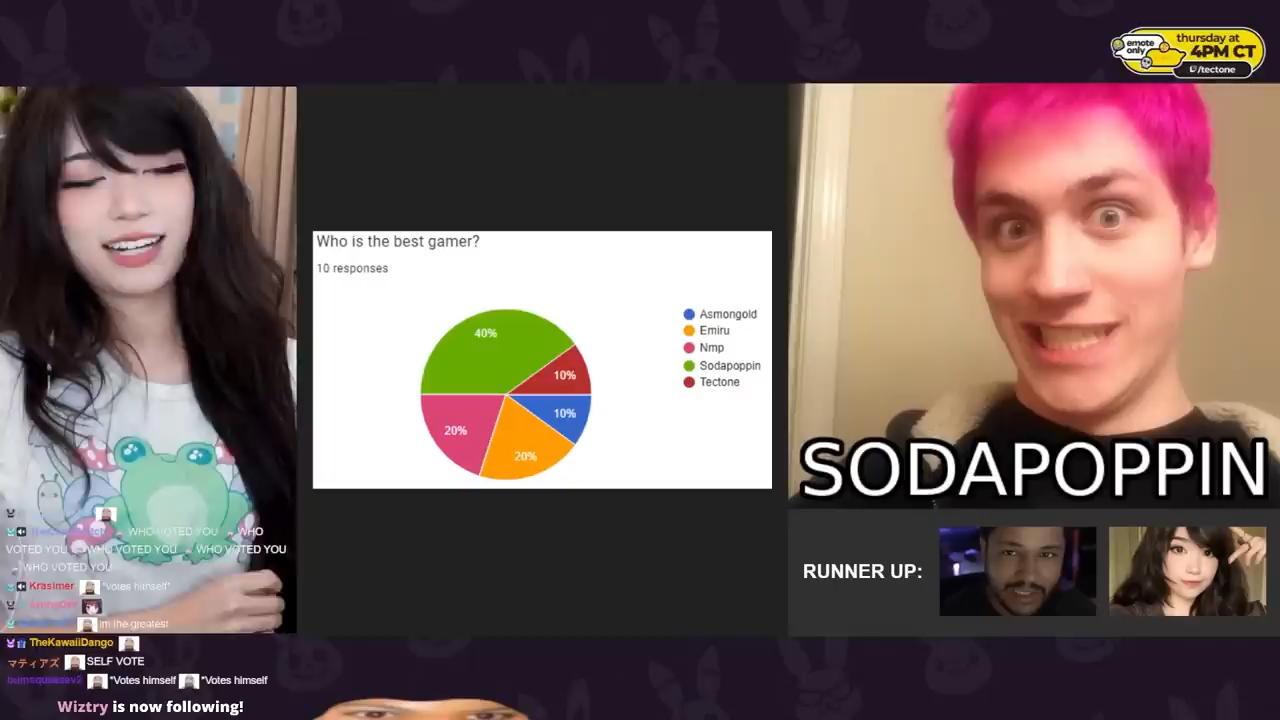 emote only
thursday at
4PM CT
/tectone
Who is the best gamer?
10 responses
40%
10%
10%
20%
20%
Asmongold
Emiru
Nmp
Sodapoppin
Tectone
SODAPOPPIN
RUNNER UP:
WHO VOTED YOU WHO
VOTED YOU WHO VOTED YOU WHO VOTED YOU
WHO VOTED YOU
Krasimer *votes himself*
im the greatest
TheKawaiiDango
マティアズ SELF VOTE
*Votes himself *Votes himself
Wiztry is now following!